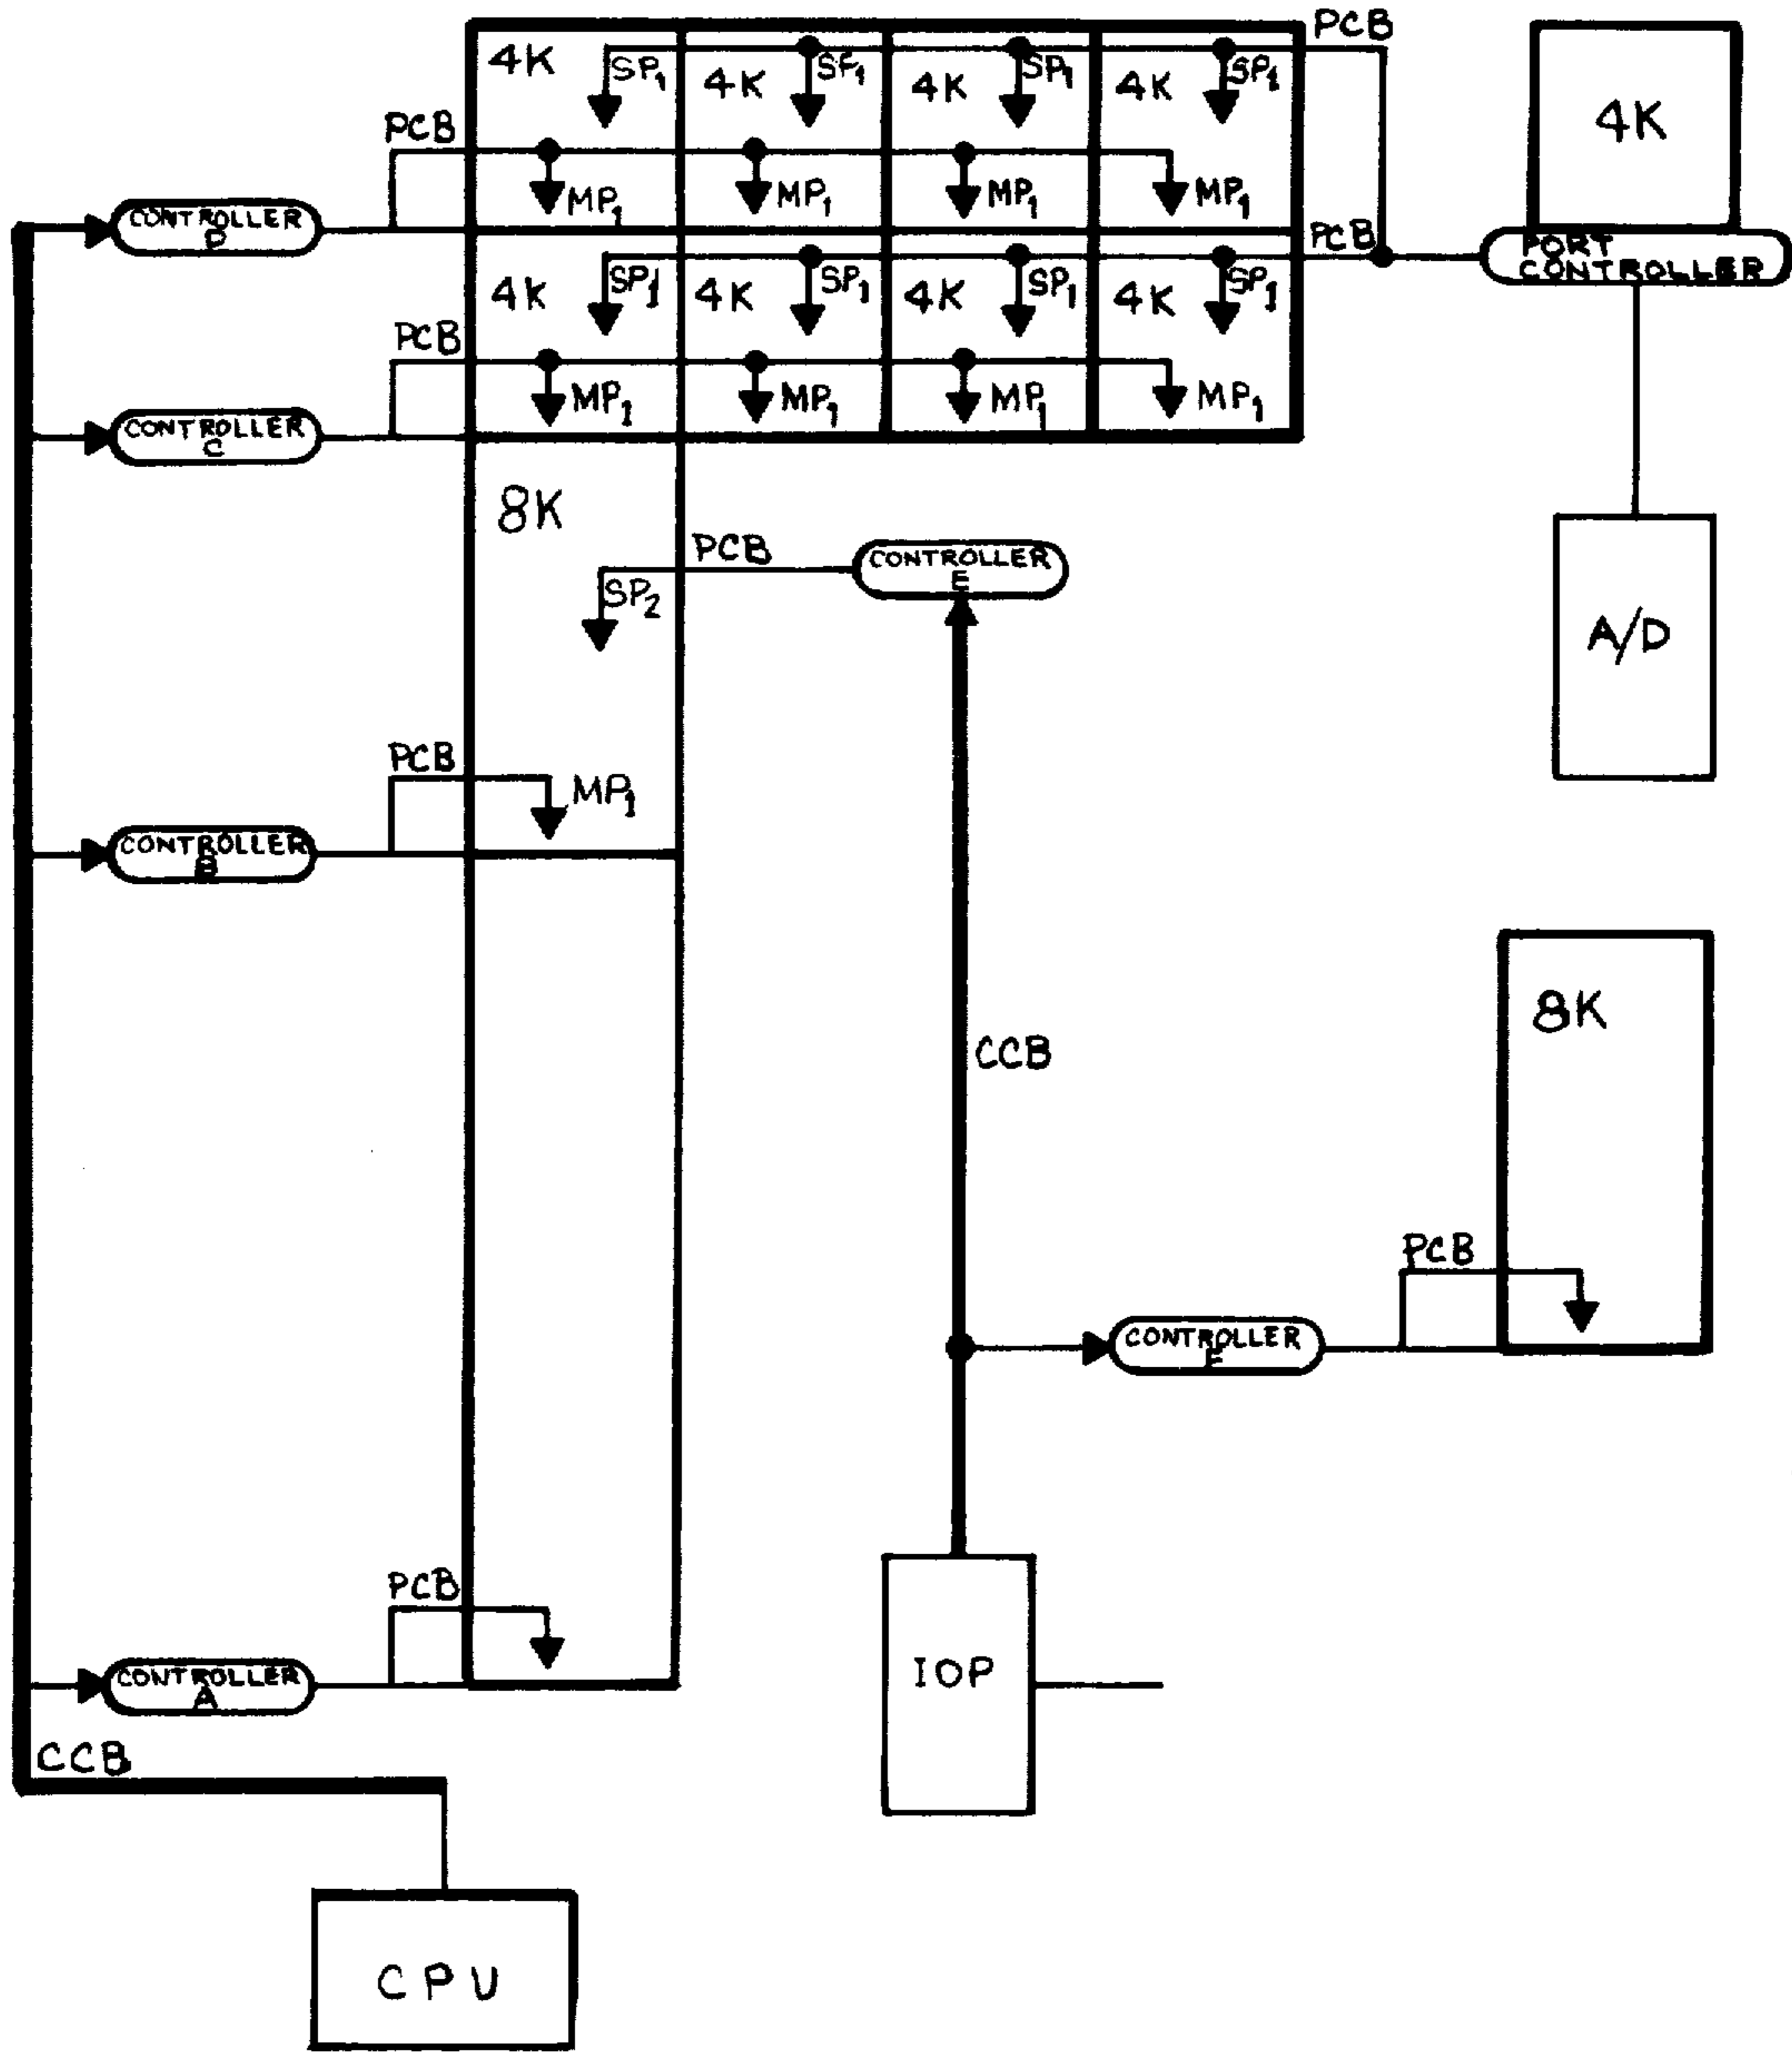 PCB
4K SP1 4K SP1 4K SP1 4K SP1
4K
PCB
MP1 MP1 MP1 MP1
CONTROLLER
D
PCB
PORT
CONTROLLER
4K SP1 4K SP1 4K SP1 4K SP1
PCB
MP1 MP1 MP1 MP1
CONTROLLER
C
8K
PCB
CONTROLLER
E
SP2
A/D
PCB
MP1
CONTROLLER
B
8K
CCB
PCB
CONTROLLER
F
PCB
IOP
CONTROLLER
A
CCB
CPU